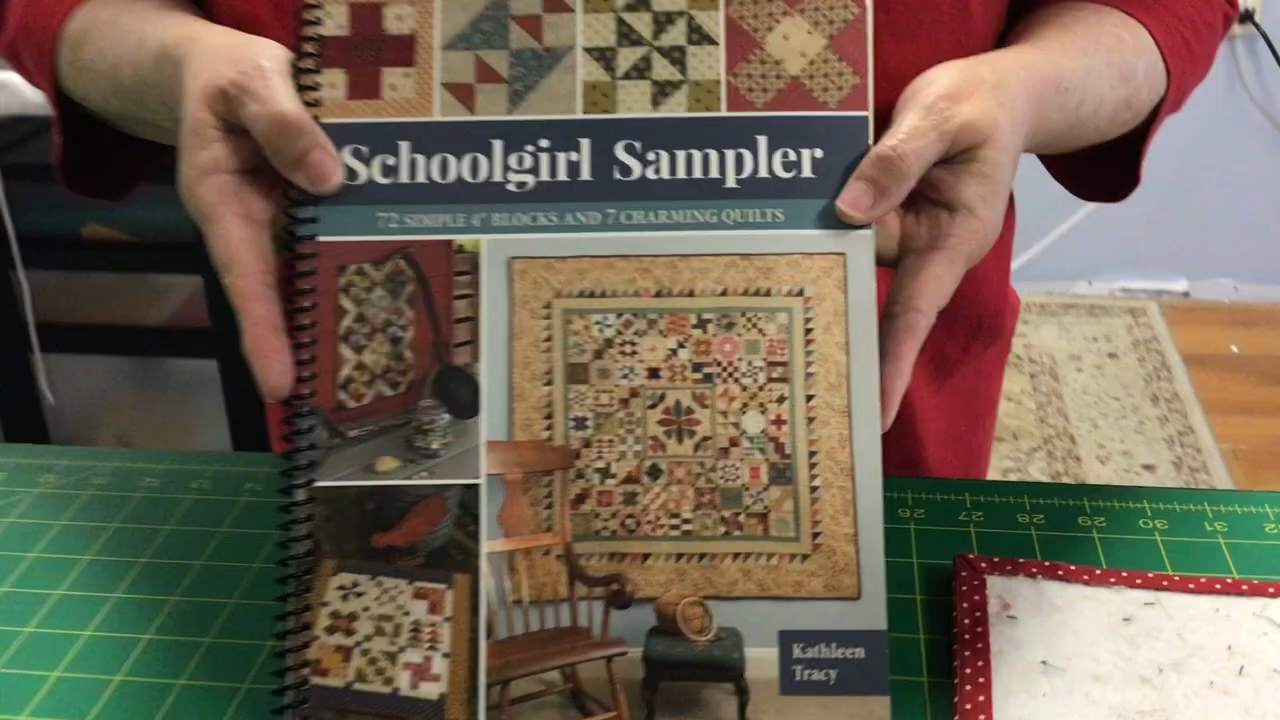 Schoolgirl Sampler
72 SIMPLE 4" BLOCKS AND 7 CHARMING QUILTS
Kathleen
Tracy
26 27 28 29 30 31